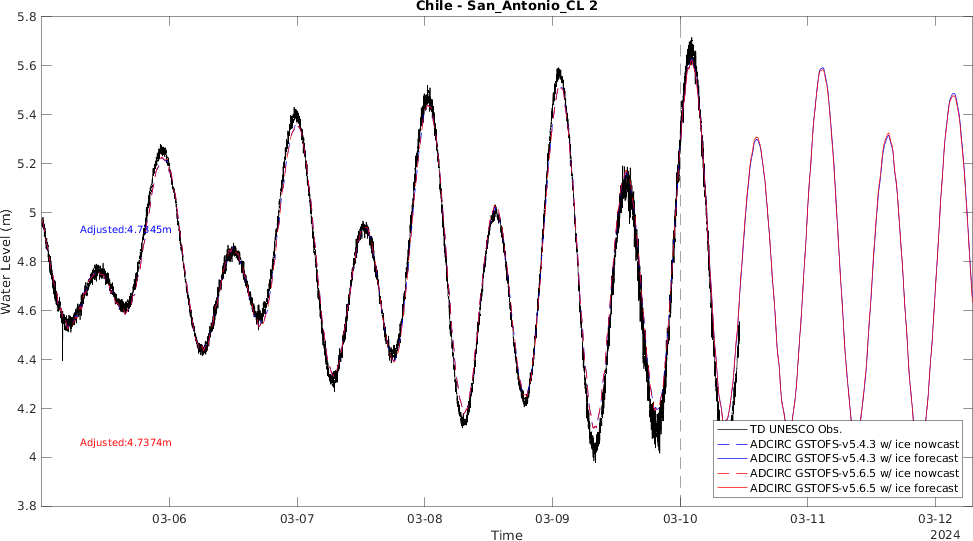 Chile - San_Antonio_CL 2
5.8
5.6
5.4
5.2
5
4.8
4.6
4.4
4.2
4
3.8
Water Level (m)
Adjusted:4.7345m
Adjusted:4.7374m
TD UNESCO Obs.
ADCIRC GSTOFS-v5.4.3 w/ ice nowcast
ADCIRC GSTOFS-v5.4.3 w/ ice forecast
ADCIRC GSTOFS-v5.6.5 w/ ice nowcast
ADCIRC GSTOFS-v5.6.5 w/ ice forecast
03-06 03-07 03-08 03-09 03-10 03-11 03-12
Time
2024